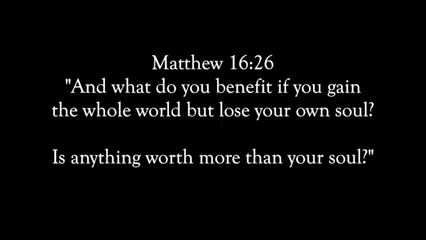 Matthew 16:26
"And what do you benefit if you gain
the whole world but lose your own soul?
Is anything worth more than your soul?"